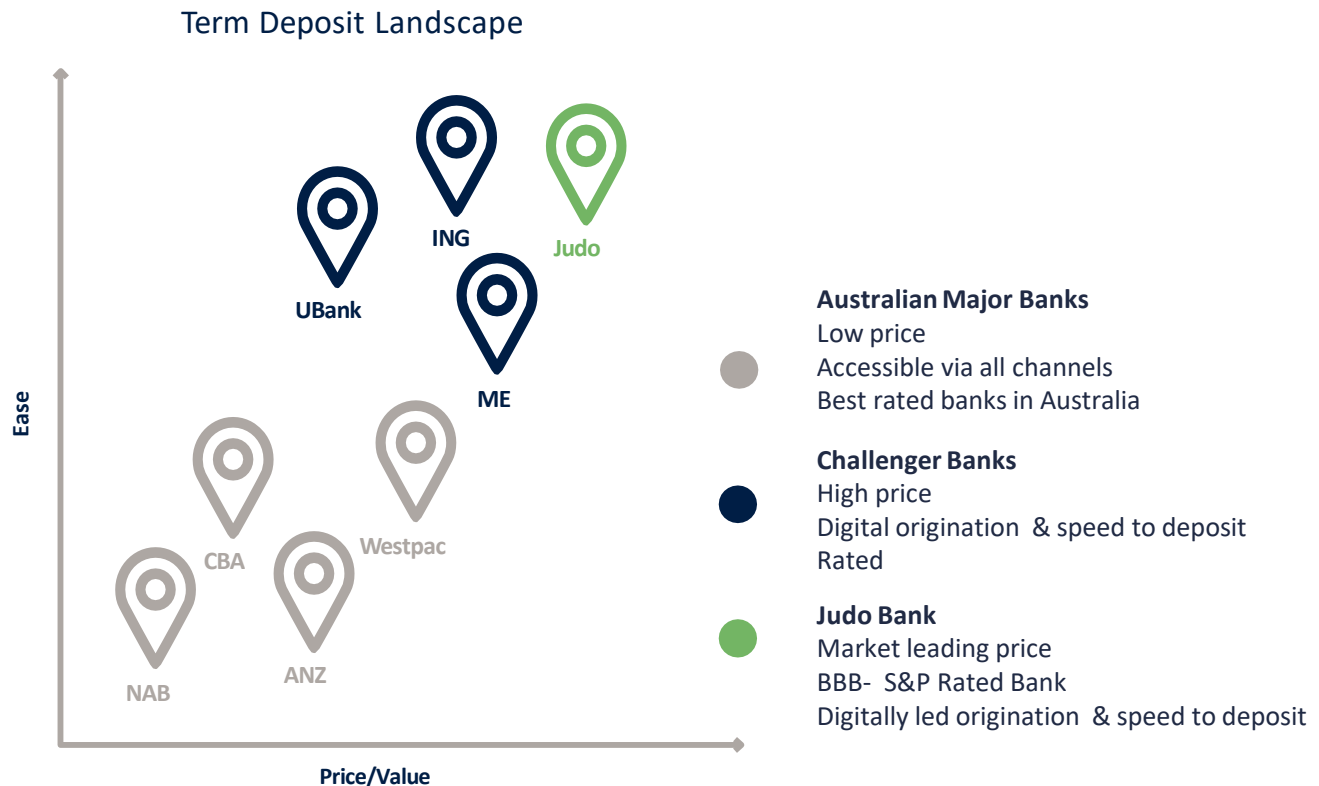 Term Deposit Landscape
Ease
ING
Judo
UBank
ME
CBA
Westpac
NAB
ANZ
Price/Value
Australian Major Banks
Low price
Accessible via all channels
Best rated banks in Australia
Challenger Banks
High price
Digital origination & speed to deposit
Rated
Judo Bank
Market leading price
BBB- S&P Rated Bank
Digitally led origination & speed to deposit